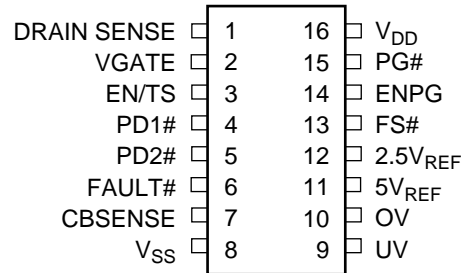 DRAIN SENSE 1 16 VDD
VGATE 2 15 PG#
EN/TS 3 14 ENPG
PD1# 4 13 FS#
PD2# 5 12 2.5VREF
FAULT# 6 11 5VREF
CBSENSE 7 10 OV
VSS 8 9 UV